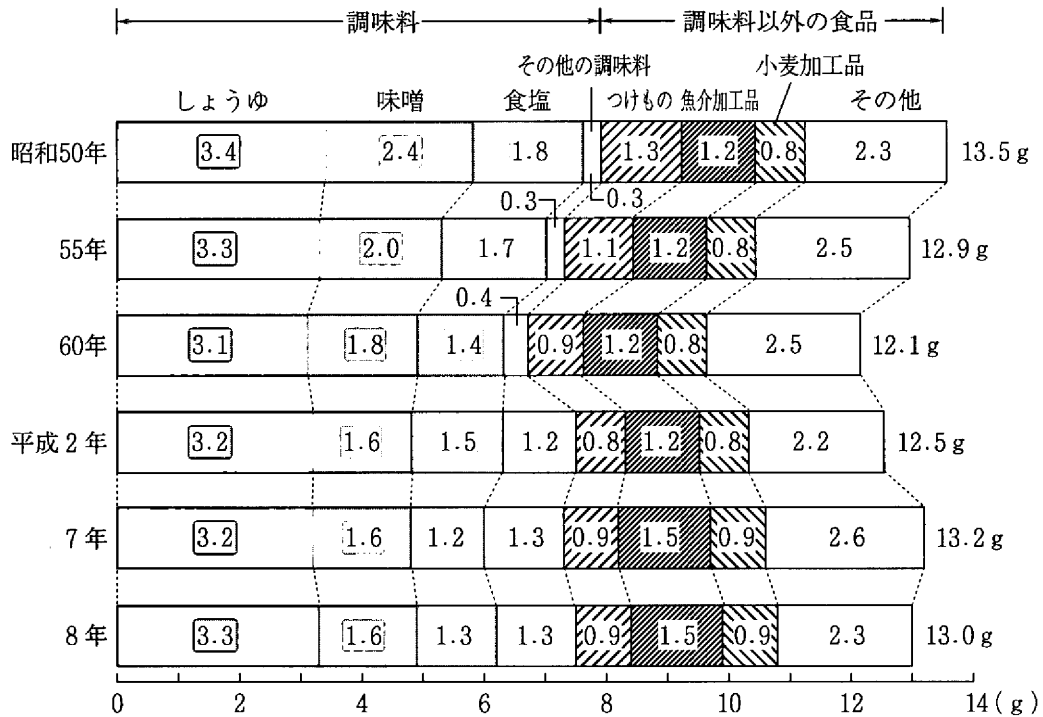 調味料 調味料以外の食品
その他の調味料 小麦加工品
しょうゆ 味噌 食塩 つけもの 魚介加工品 その他
昭和50年 3.4 2.4 1.8 1.3 1.2 0.8 2.3 13.5g
0.3 0.3
55年 3.3 2.0 1.7 1.1 1.2 0.8 2.5 12.9g
0.4
60年 3.1 1.8 1.4 0.9 1.2 0.8 2.5 12.1g
平成2年 3.2 1.6 1.5 1.2 0.8 1.2 0.8 2.2 12.5g
7年 3.2 1.6 1.2 1.3 0.9 1.5 0.9 2.6 13.2g
8年 3.3 1.6 1.3 1.3 0.9 1.5 0.9 2.3 13.0g
0 2 4 6 8 10 12 14(g)